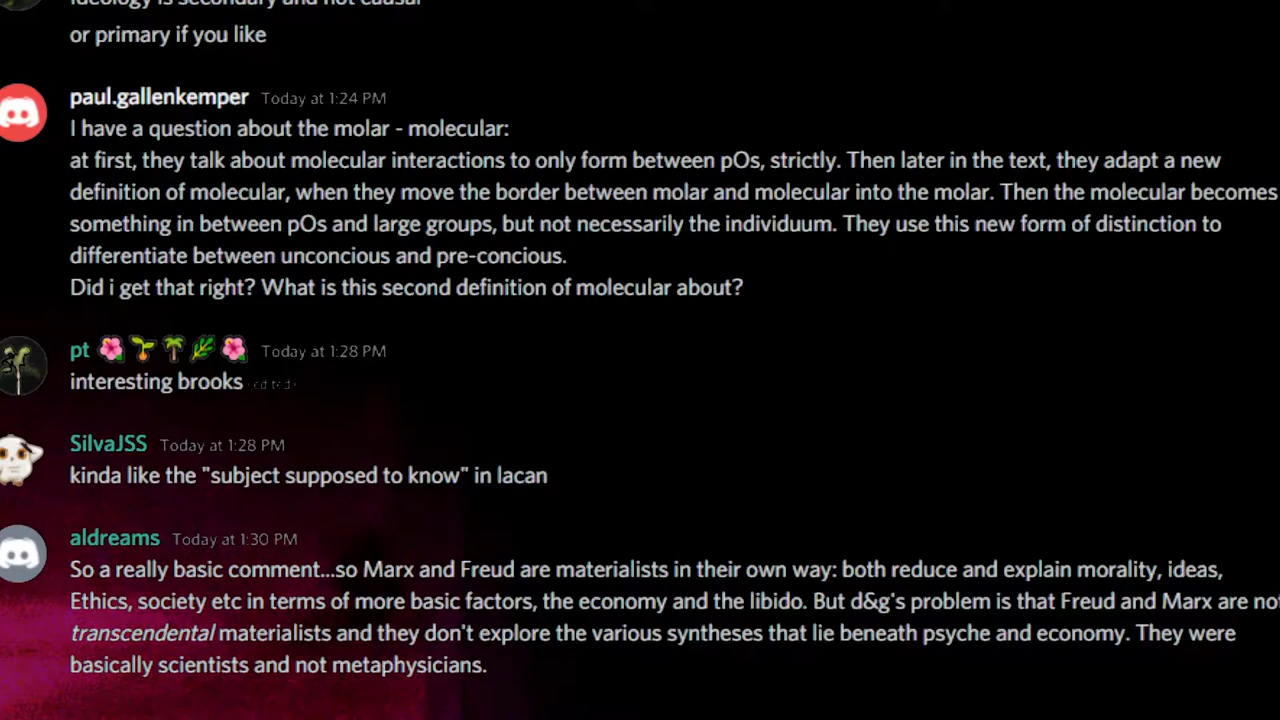 Ideology is secondary and not causal
or primary if you like
paul.gallenkemper Today at 1:24 PM
I have a question about the molar - molecular:
at first, they talk about molecular interactions to only form between pOs, strictly. Then later in the text, they adapt a new
definition of molecular, when they move the border between molar and molecular into the molar. Then the molecular becomes
something in between pOs and large groups, but not necessarily the individuum. They use this new form of distinction to
differentiate between unconcious and pre-concious.
Did i get that right? What is this second definition of molecular about?
pt 🌺🌱🌴🌿🌺 Today at 1:28 PM
interesting brooks (edited)
SilvaJSS Today at 1:28 PM
kinda like the "subject supposed to know" in lacan
aldreams Today at 1:30 PM
So a really basic comment...so Marx and Freud are materialists in their own way: both reduce and explain morality, ideas,
Ethics, society etc in terms of more basic factors, the economy and the libido. But d&g's problem is that Freud and Marx are not
transcendental materialists and they don't explore the various syntheses that lie beneath psyche and economy. They were
basically scientists and not metaphysicians.